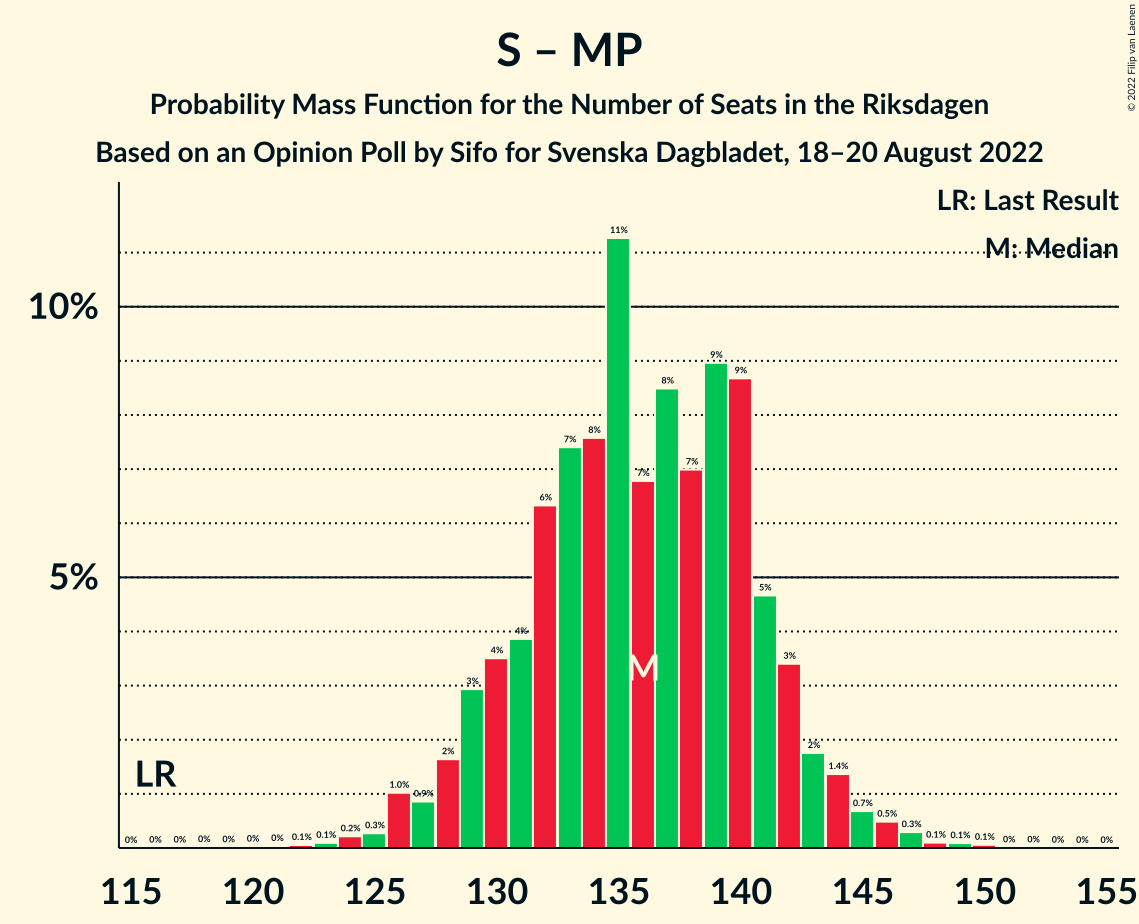 S – MP
Probability Mass Function for the Number of Seats in the Riksdagen
Based on an Opinion Poll by Sifo for Svenska Dagbladet, 18–20 August 2022
© 2022 Filip van Laenen
LR: Last Result
M: Median
10%
5%
LR
M
0% 0% 0% 0% 0% 0% 0% 0.1% 0.1% 0.2% 0.3% 1.0% 0.9% 2% 3% 4% 4% 6% 7% 8% 11% 7% 8% 7% 9% 9% 5% 3% 2% 1.4% 0.7% 0.5% 0.3% 0.1% 0.1% 0.1% 0% 0% 0% 0% 0%
115 120 125 130 135 140 145 150 155